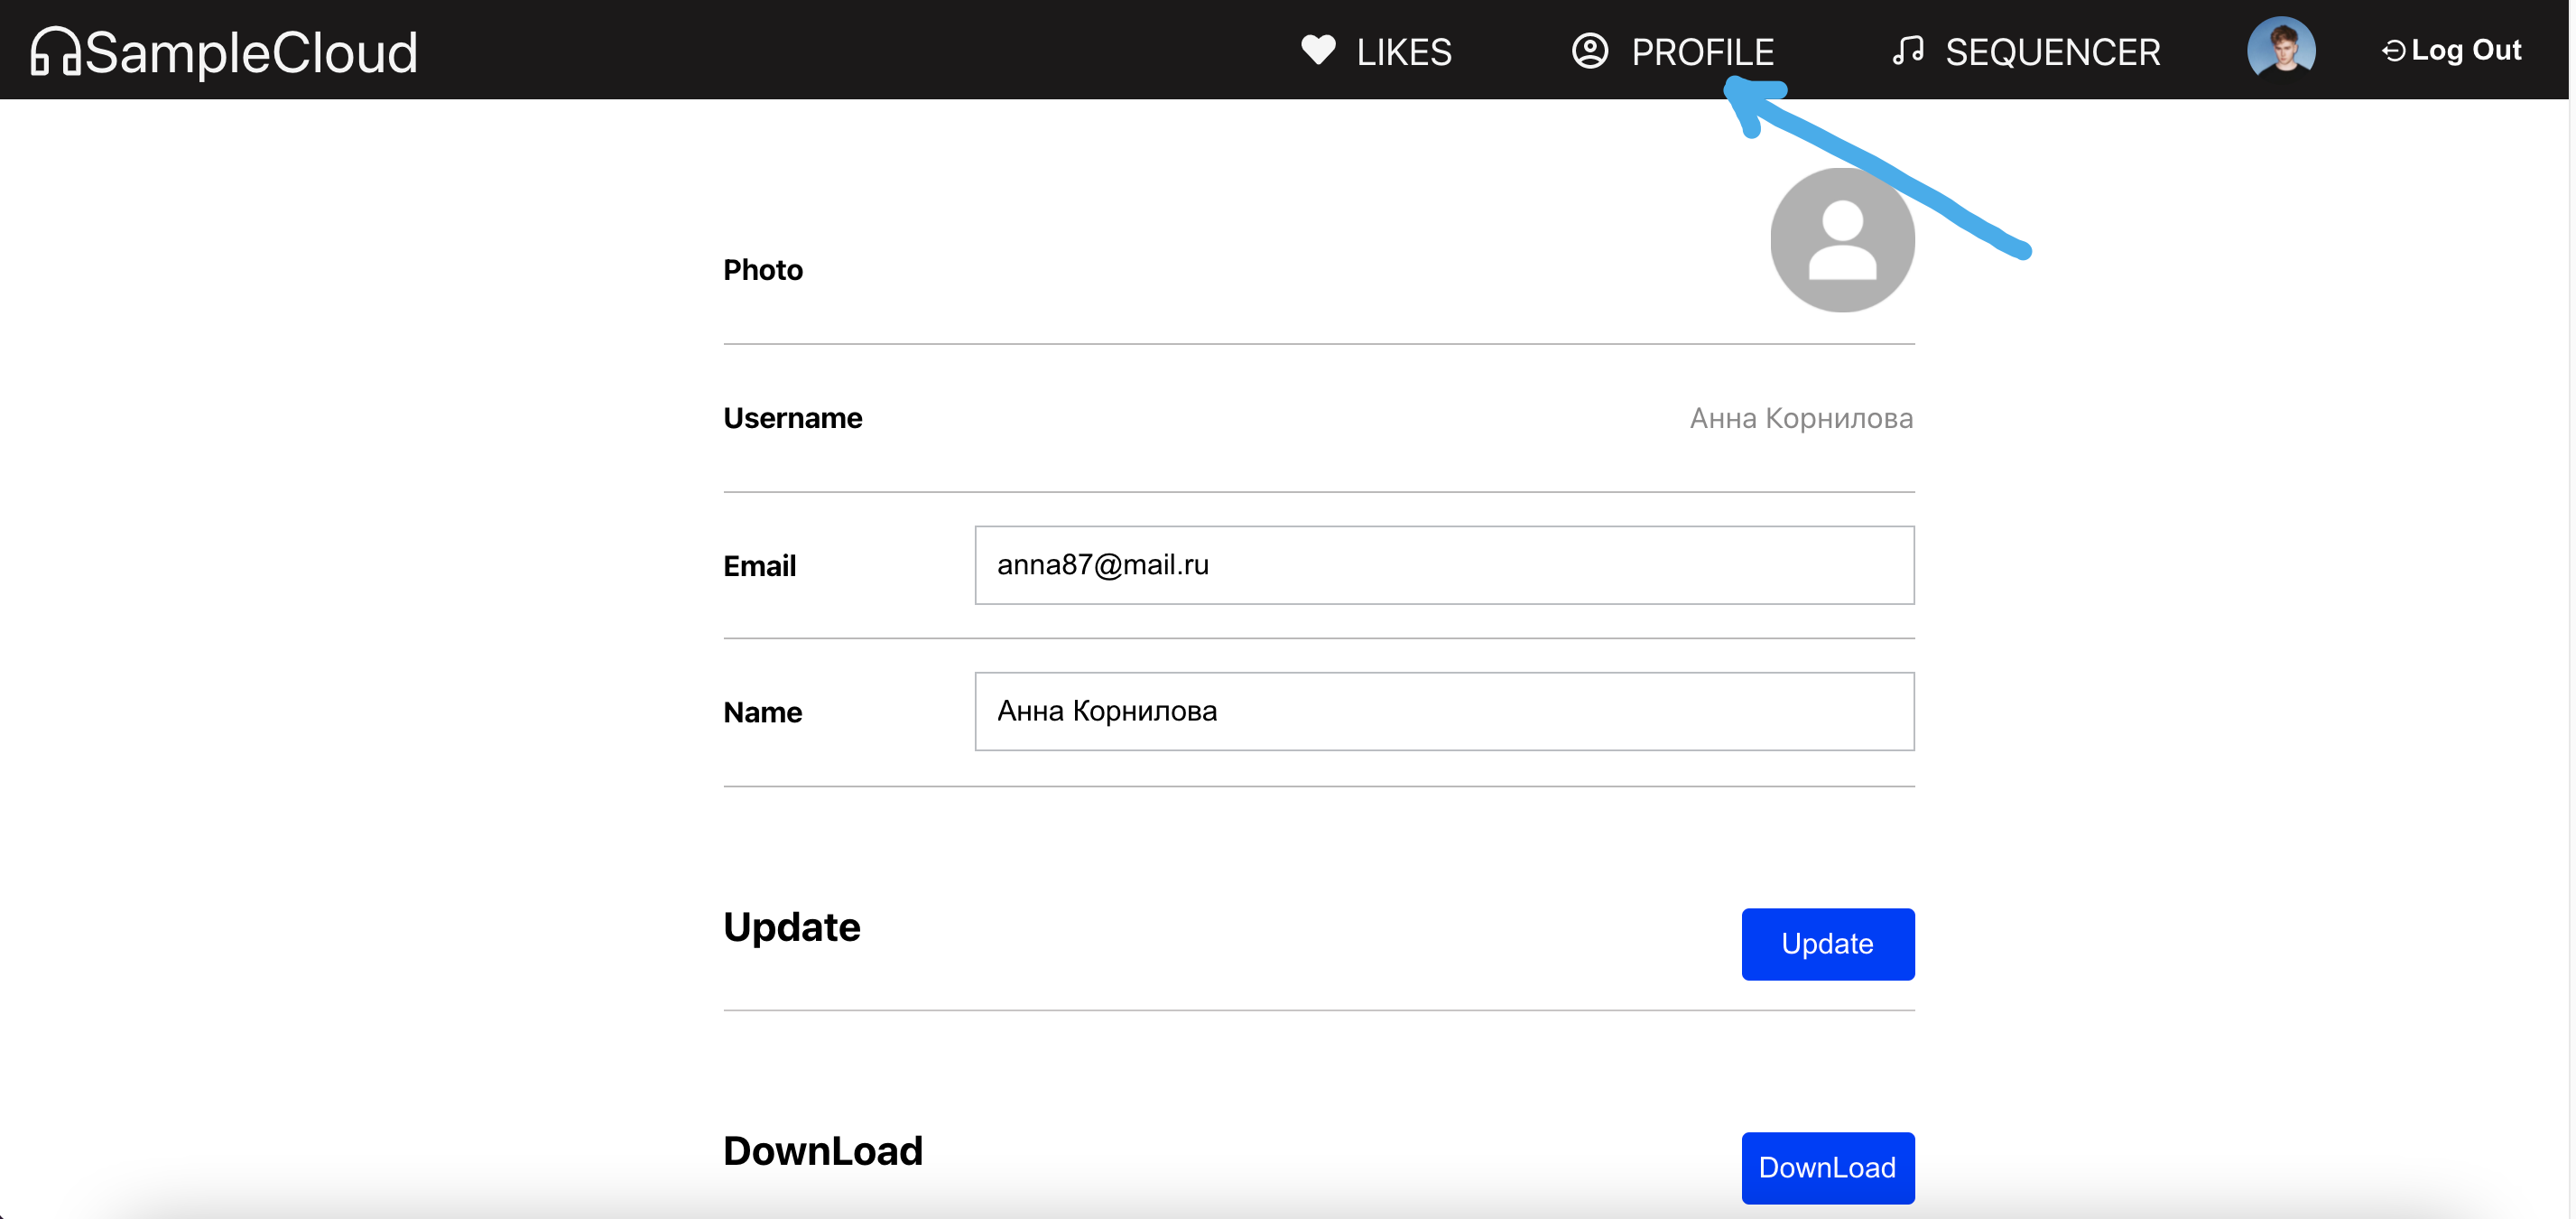 SampleCloud LIKES PROFILE SEQUENCER Log Out
Photo
Username Анна Корнилова
Email anna87@mail.ru
Name Анна Корнилова
Update Update
DownLoad DownLoad